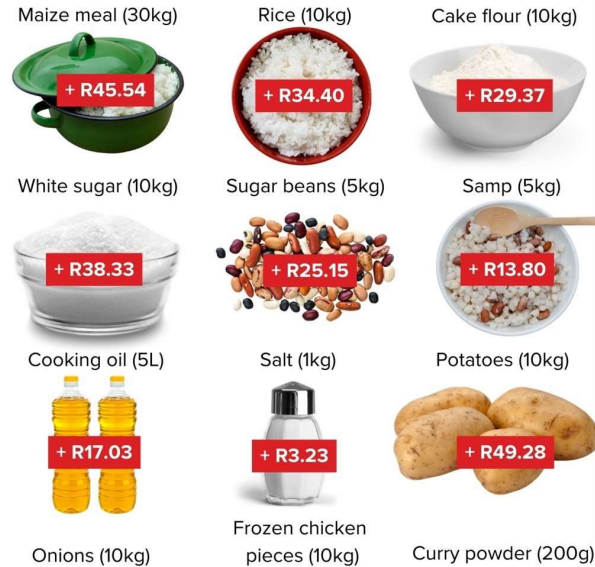 Maize meal (30kg)
Rice (10kg)
Cake flour (10kg)
+ R45.54
+ R34.40
+ R29.37
White sugar (10kg)
Sugar beans (5kg)
Samp (5kg)
+ R38.33
+ R25.15
+ R13.80
Cooking oil (5L)
Salt (1kg)
Potatoes (10kg)
+ R17.03
+ R3.23
+ R49.28
Onions (10kg)
Frozen chicken
pieces (10kg)
Curry powder (200g)